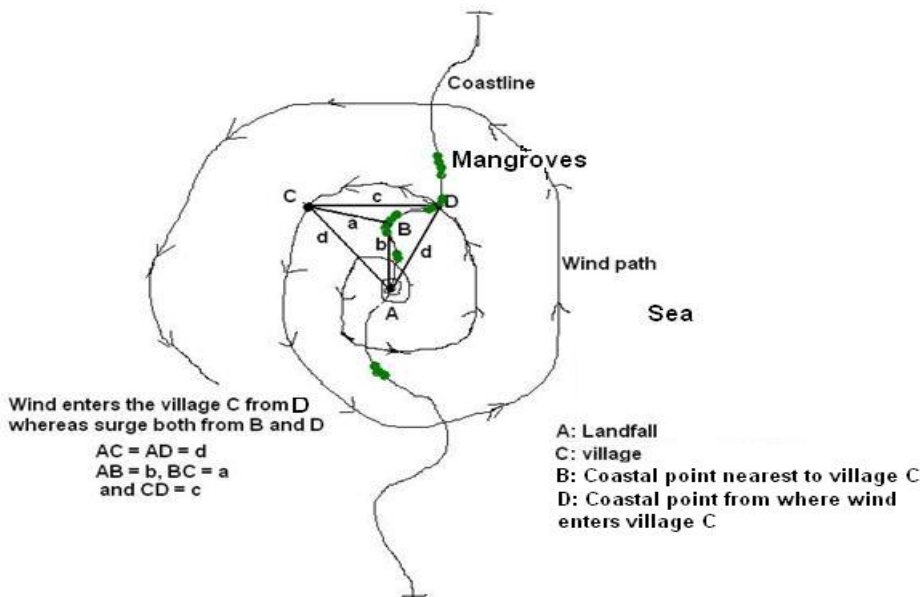 Coastline
Mangroves
C
c
D
a
B
d
b
d
Wind path
A
Sea
Wind enters the village C from D
whereas surge both from B and D
AC = AD = d
AB = b, BC = a
and CD = c
A: Landfall
C: village
B: Coastal point nearest to village C
D: Coastal point from where wind
enters village C